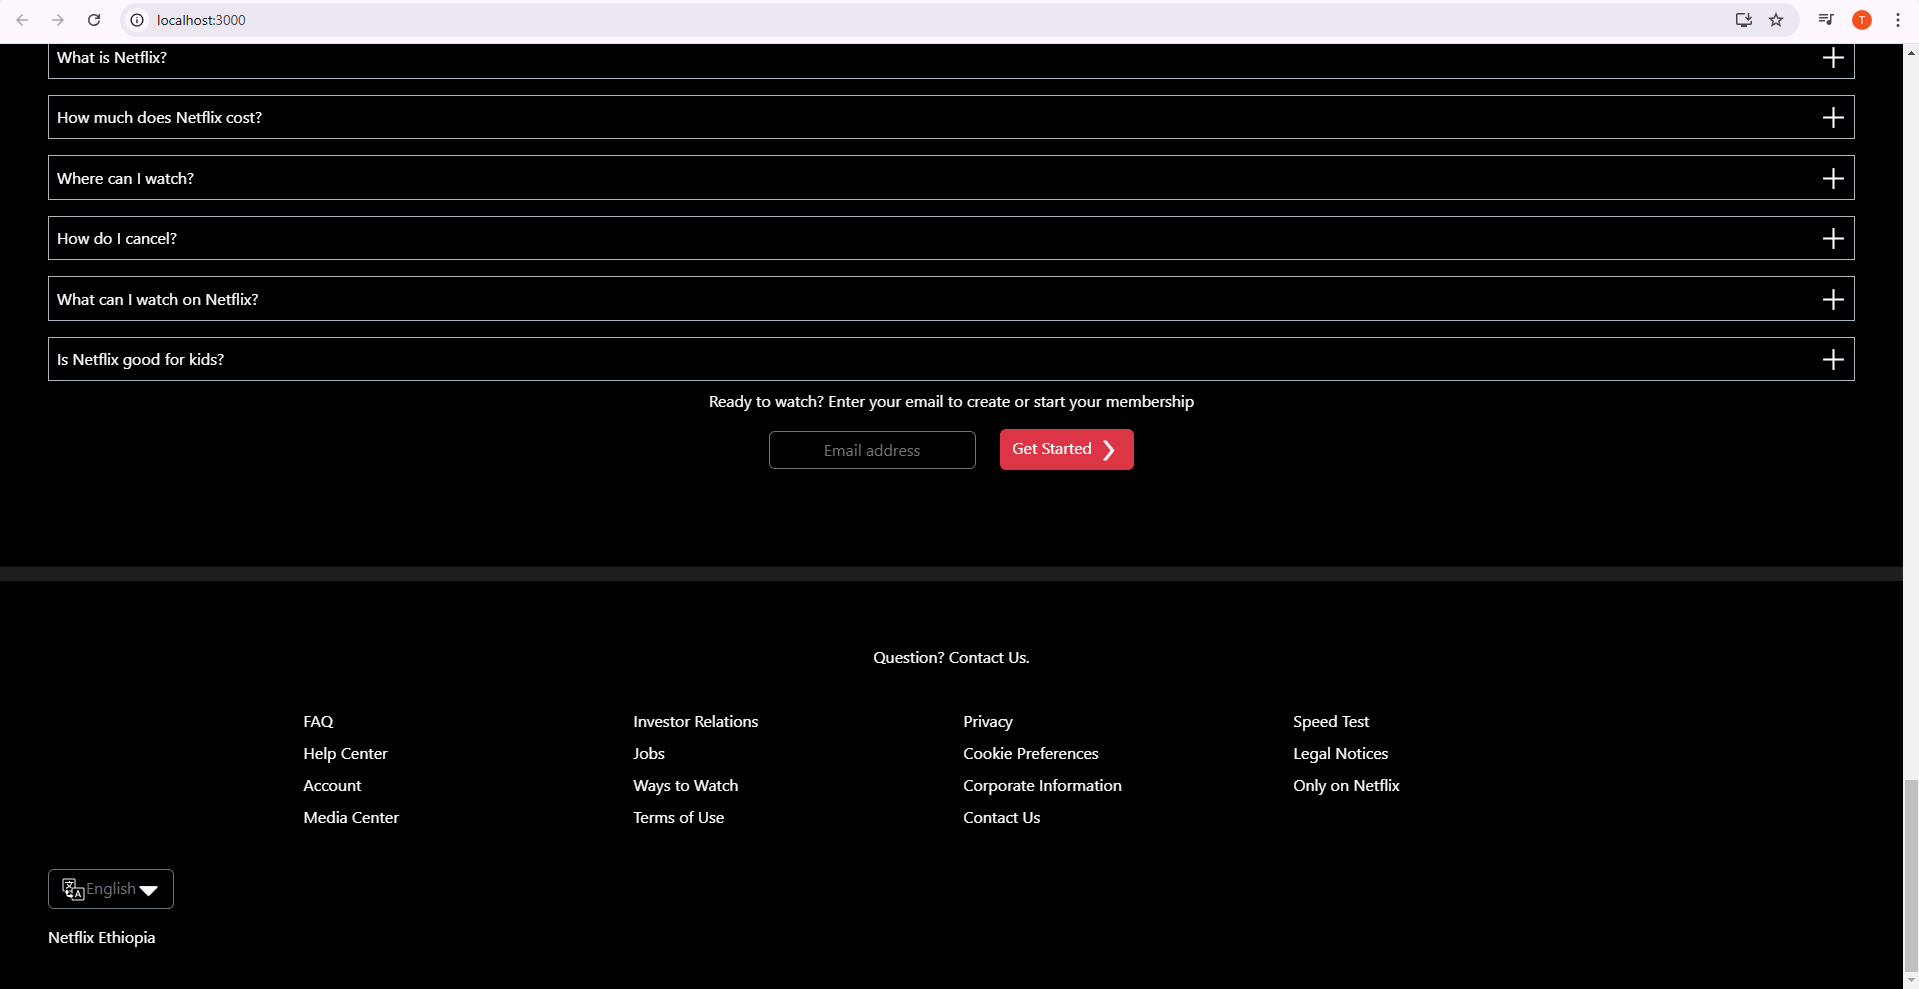 localhost:3000
T
What is Netflix?
How much does Netflix cost?
Where can I watch?
How do I cancel?
What can I watch on Netflix?
Is Netflix good for kids?
Ready to watch? Enter your email to create or start your membership
Email address
Get Started
Question? Contact Us.
FAQ
Help Center
Account
Media Center
Investor Relations
Jobs
Ways to Watch
Terms of Use
Privacy
Cookie Preferences
Corporate Information
Contact Us
Speed Test
Legal Notices
Only on Netflix
English
Netflix Ethiopia